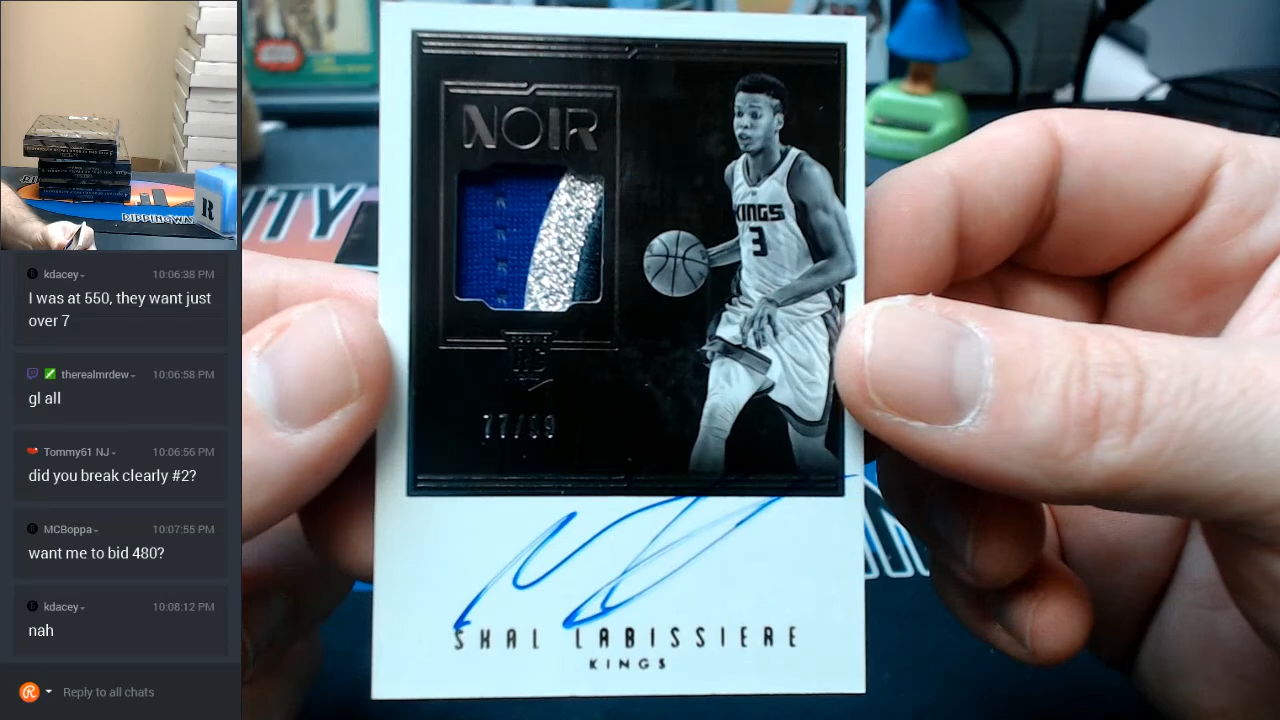 kdacey
10:06:38 PM
I was at 550, they want just
over 7
therealmrdew
10:06:58 PM
gl all
Tommy61 NJ
10:06:56 PM
did you break clearly #2?
MCBoppa
10:07:55 PM
want me to bid 480?
kdacey
10:08:12 PM
nah
Reply to all chats
R
RIPPINGWA
ITY
NOIR
KINGS
3
RC
77/99
SKAL LABISSIERE
KINGS